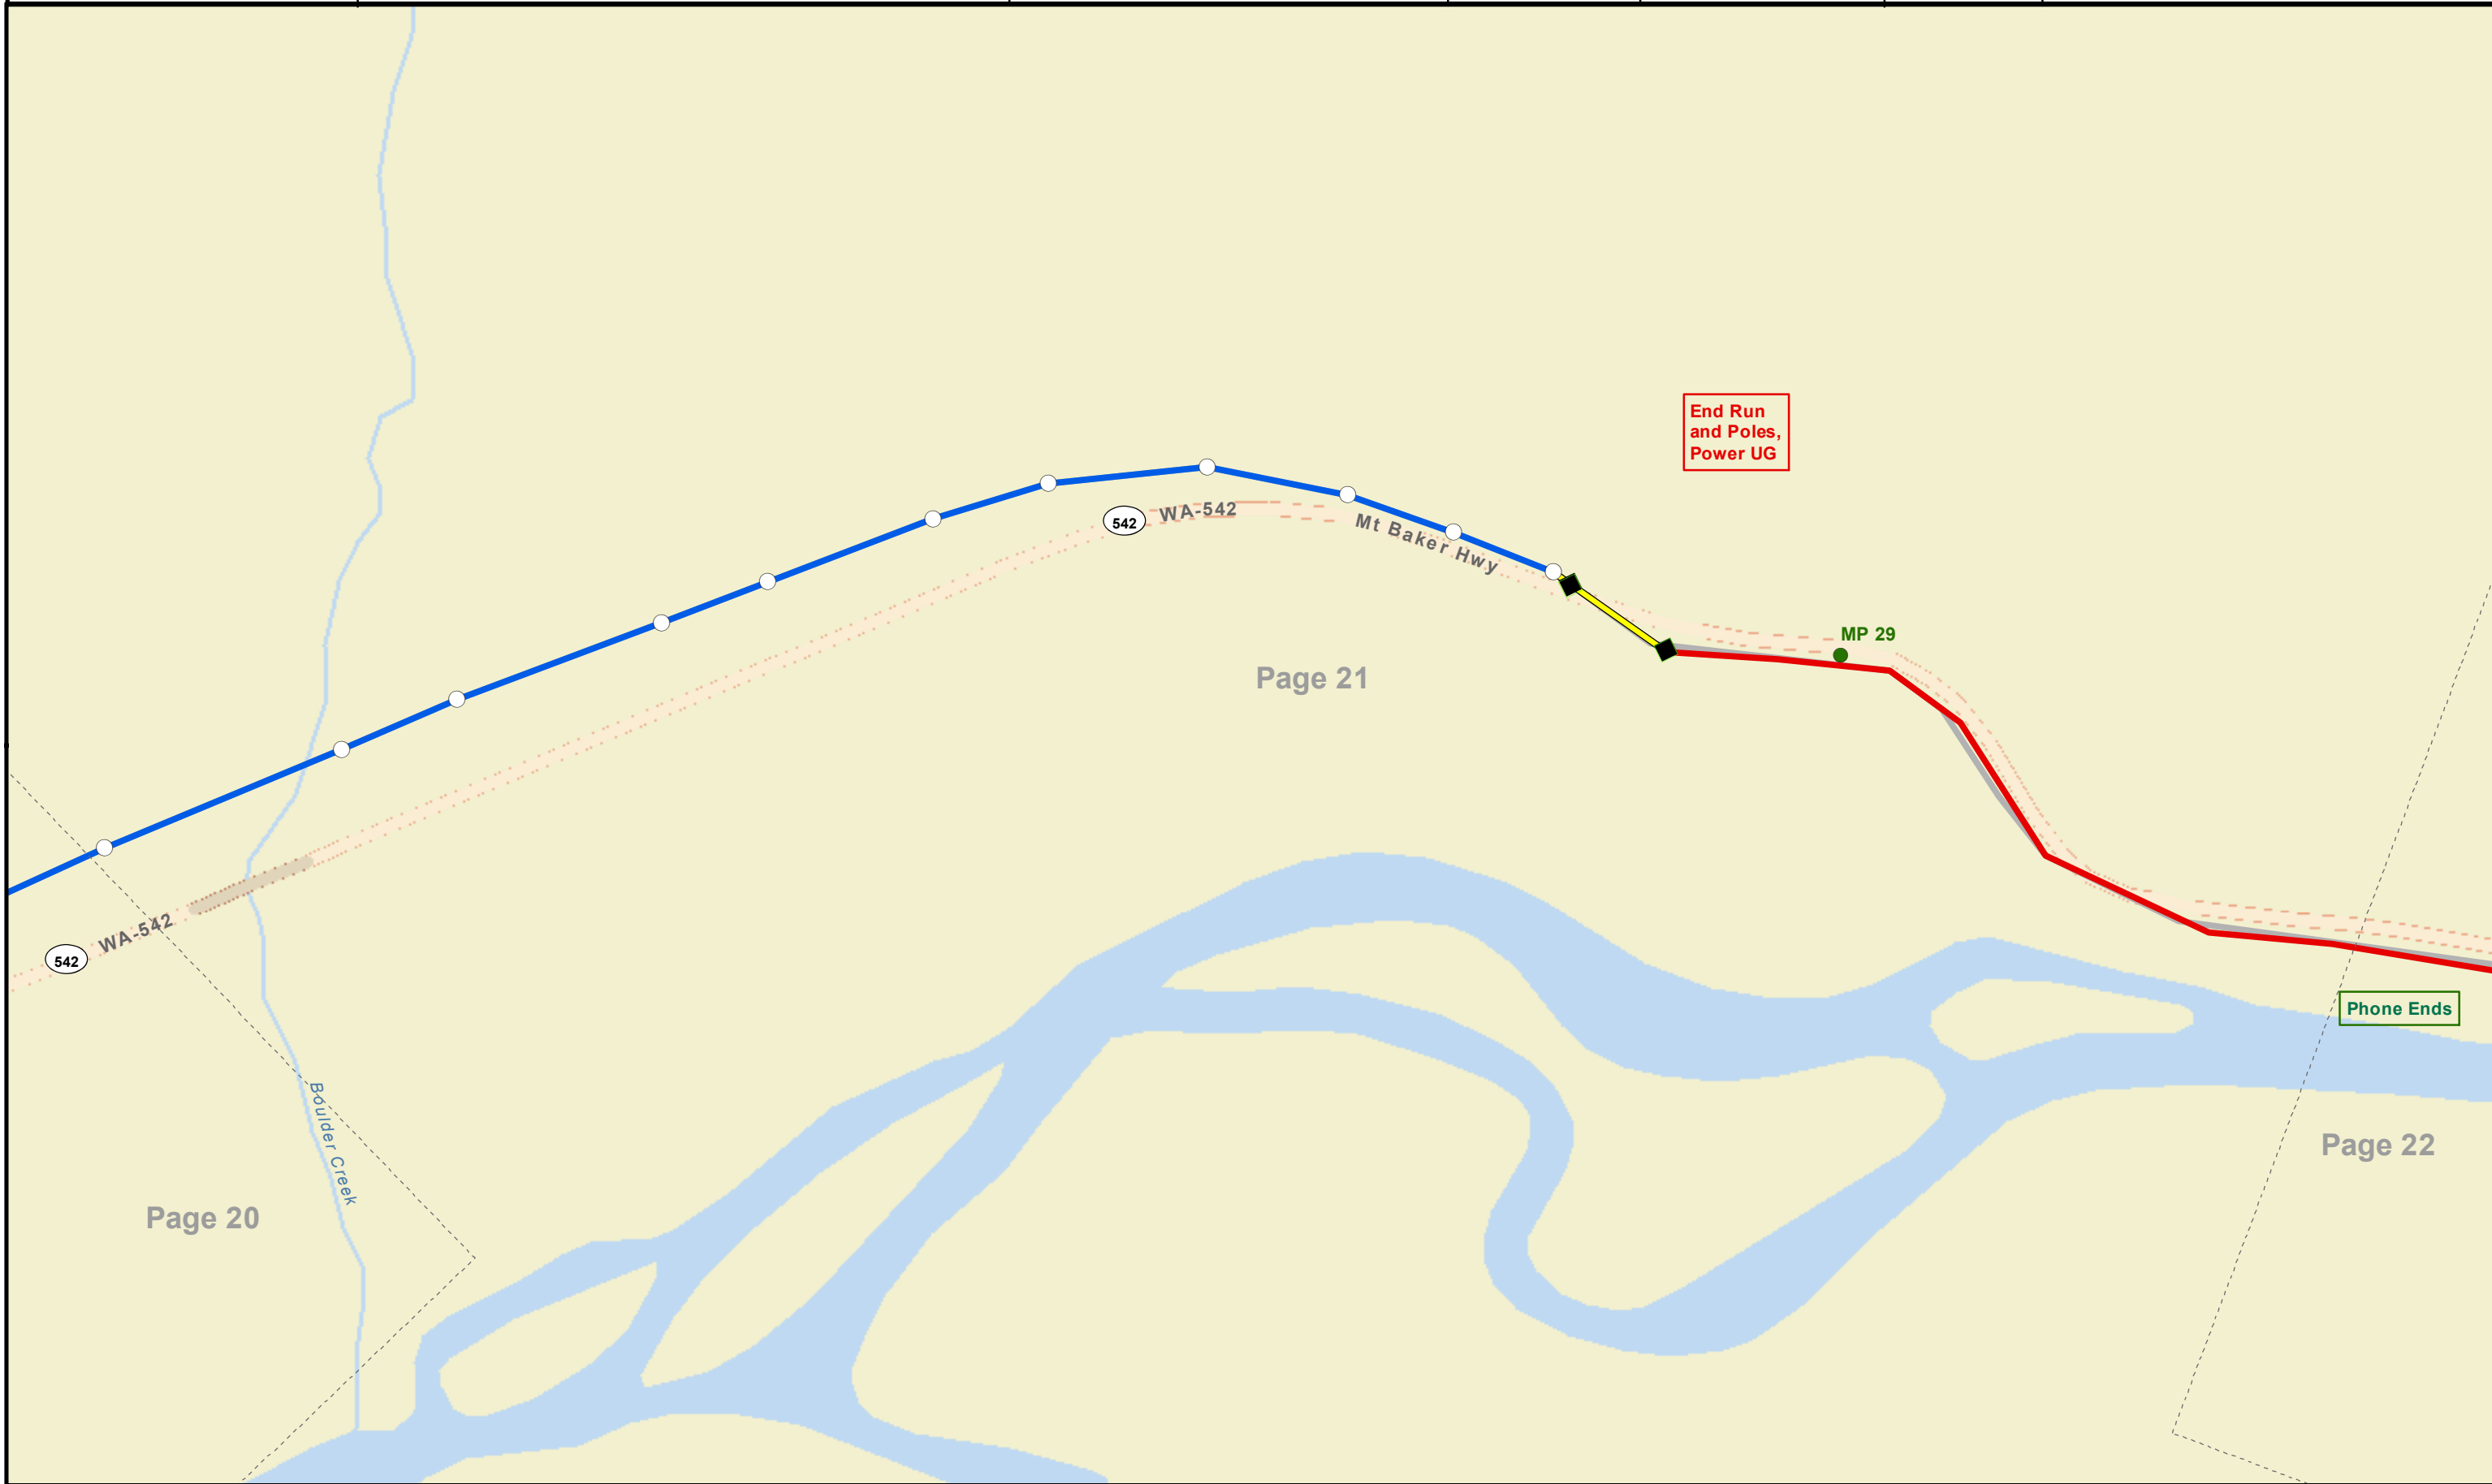 End Run
and Poles,
Power UG
542
WA-542
Mt Baker Hwy
MP 29
Page 21
WA-542
542
Phone Ends
Boulder Creek
Page 22
Page 20